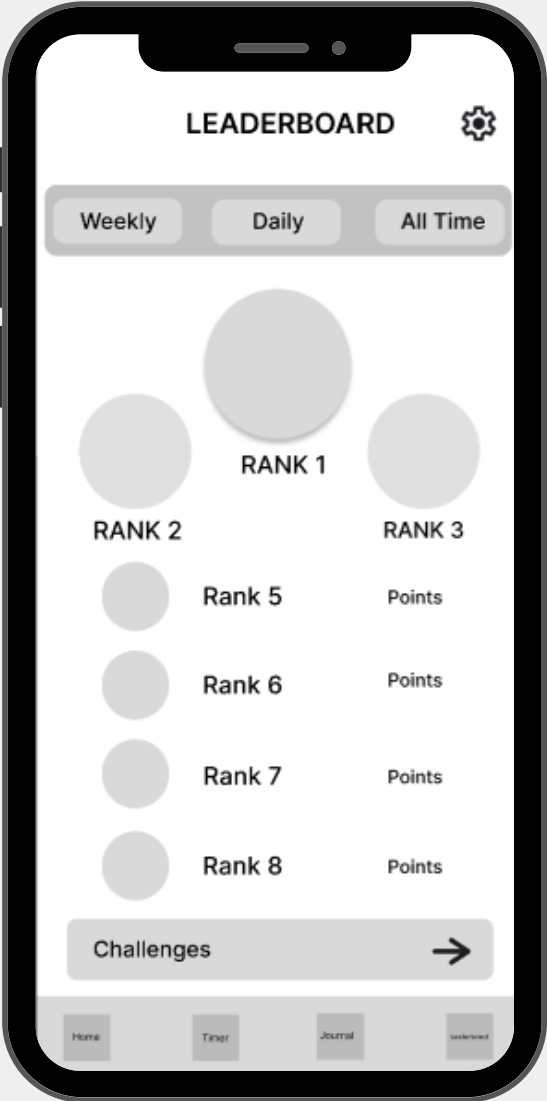 LEADERBOARD
Weekly Daily All Time
RANK 1
RANK 2 RANK 3
Rank 5 Points
Rank 6 Points
Rank 7 Points
Rank 8 Points
Challenges
Home Timer Journal Leaderboard